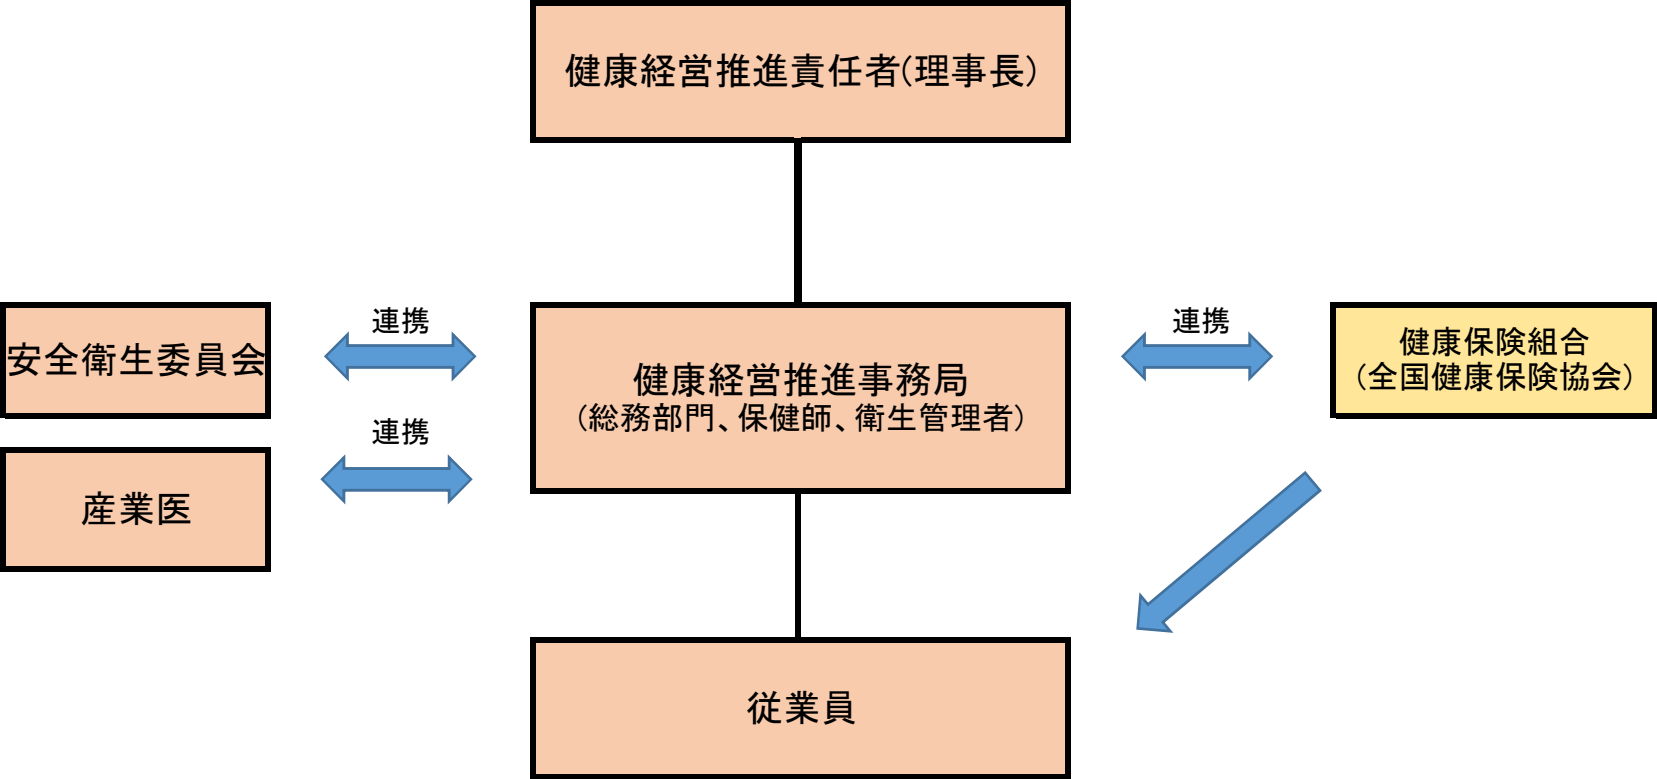 健康経営推進責任者(理事長)
連携
連携
安全衛生委員会
健康経営推進事務局
(総務部門、保健師、衛生管理者)
健康保険組合
(全国健康保険協会)
連携
産業医
従業員